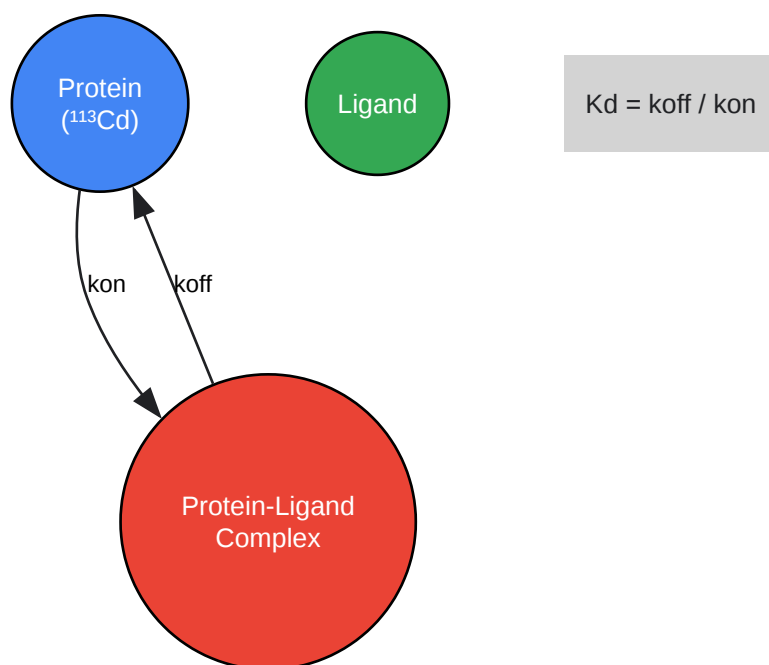 Protein
(¹¹³Cd)
Ligand
Kd = koff / kon
kon
koff
Protein-Ligand
Complex